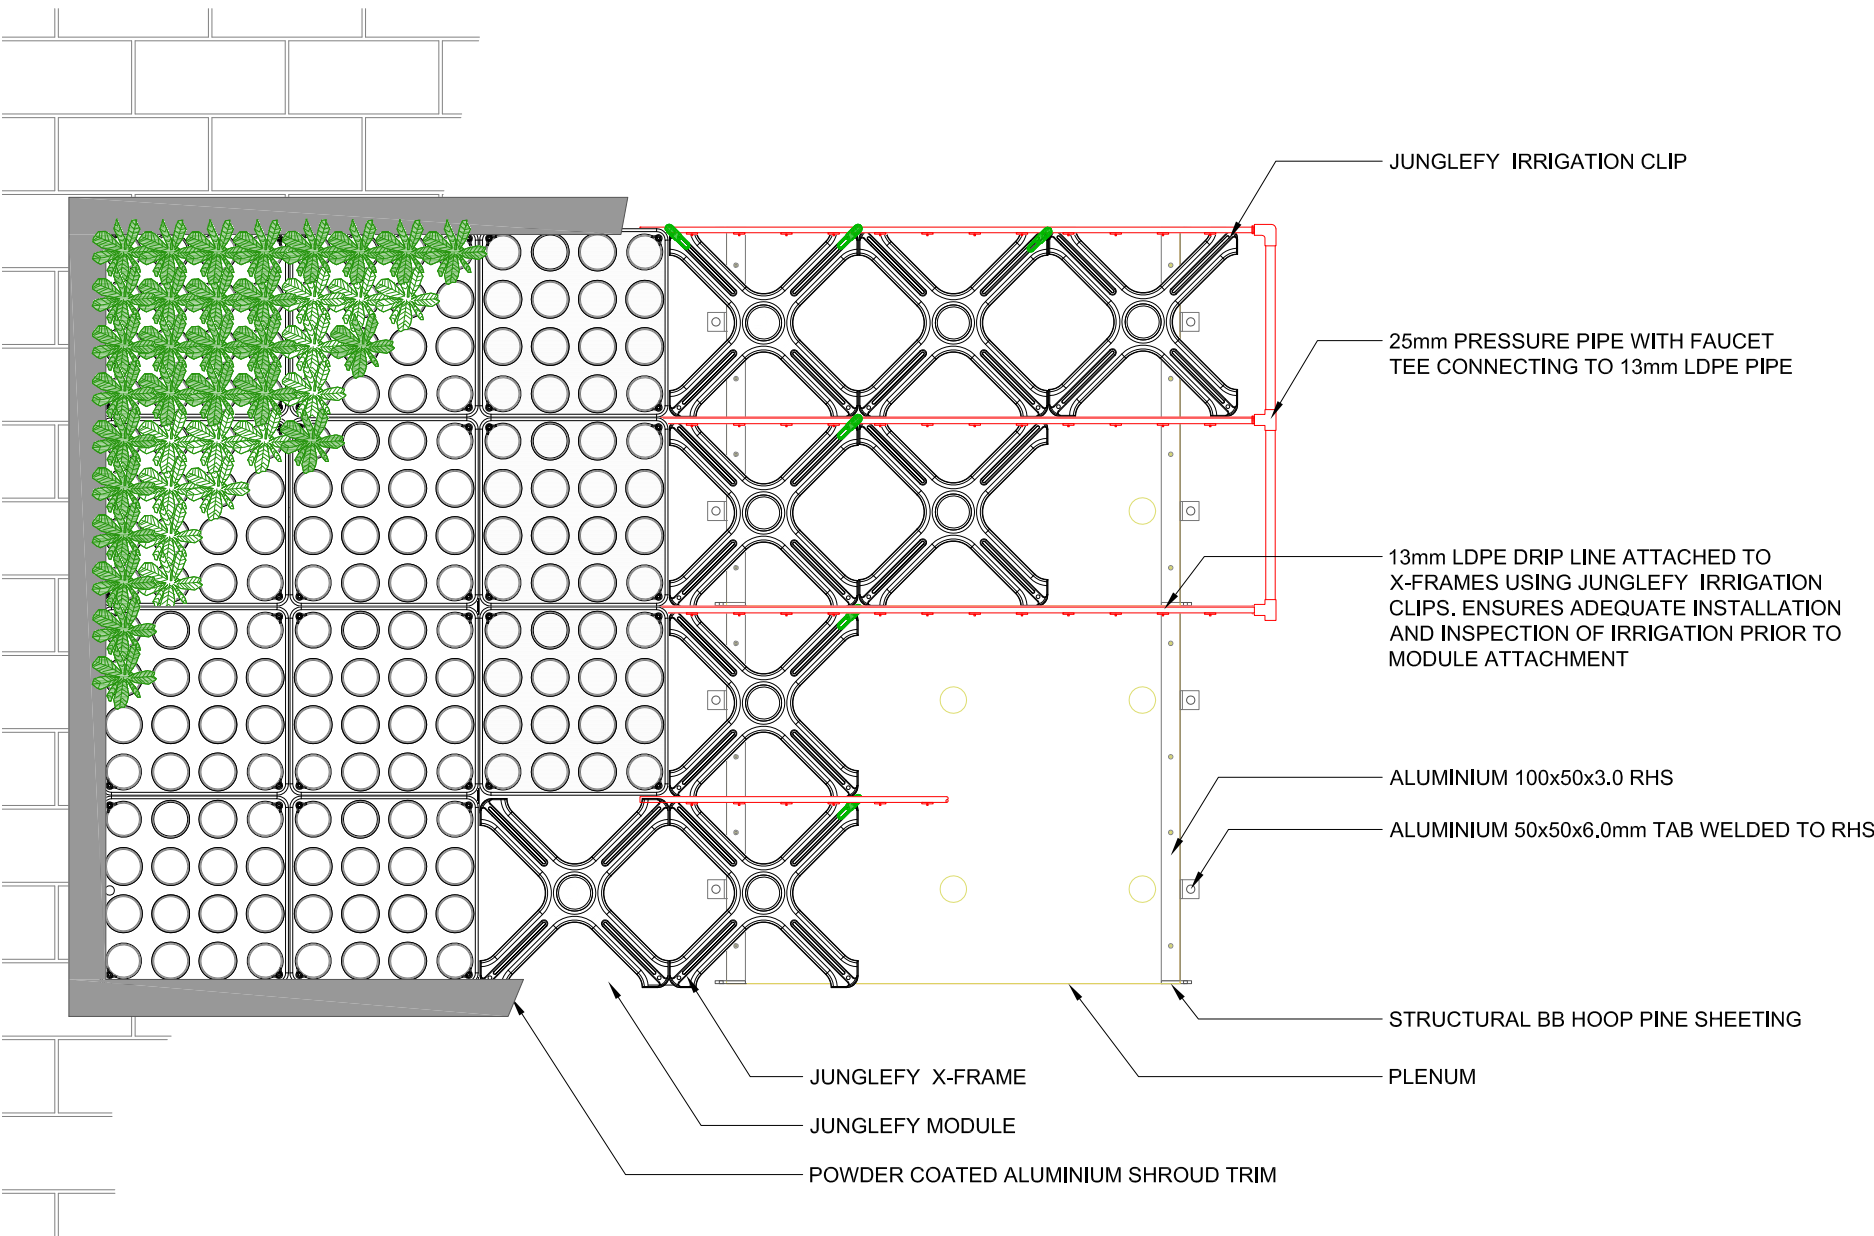 JUNGLEFY IRRIGATION CLIP
25mm PRESSURE PIPE WITH FAUCET
TEE CONNECTING TO 13mm LDPE PIPE
13mm LDPE DRIP LINE ATTACHED TO
X-FRAMES USING JUNGLEFY IRRIGATION
CLIPS. ENSURES ADEQUATE INSTALLATION
AND INSPECTION OF IRRIGATION PRIOR TO
MODULE ATTACHMENT
ALUMINIUM 100x50x3.0 RHS
ALUMINIUM 50x50x6.0mm TAB WELDED TO RHS
STRUCTURAL BB HOOP PINE SHEETING
PLENUM
JUNGLEFY X-FRAME
JUNGLEFY MODULE
POWDER COATED ALUMINIUM SHROUD TRIM